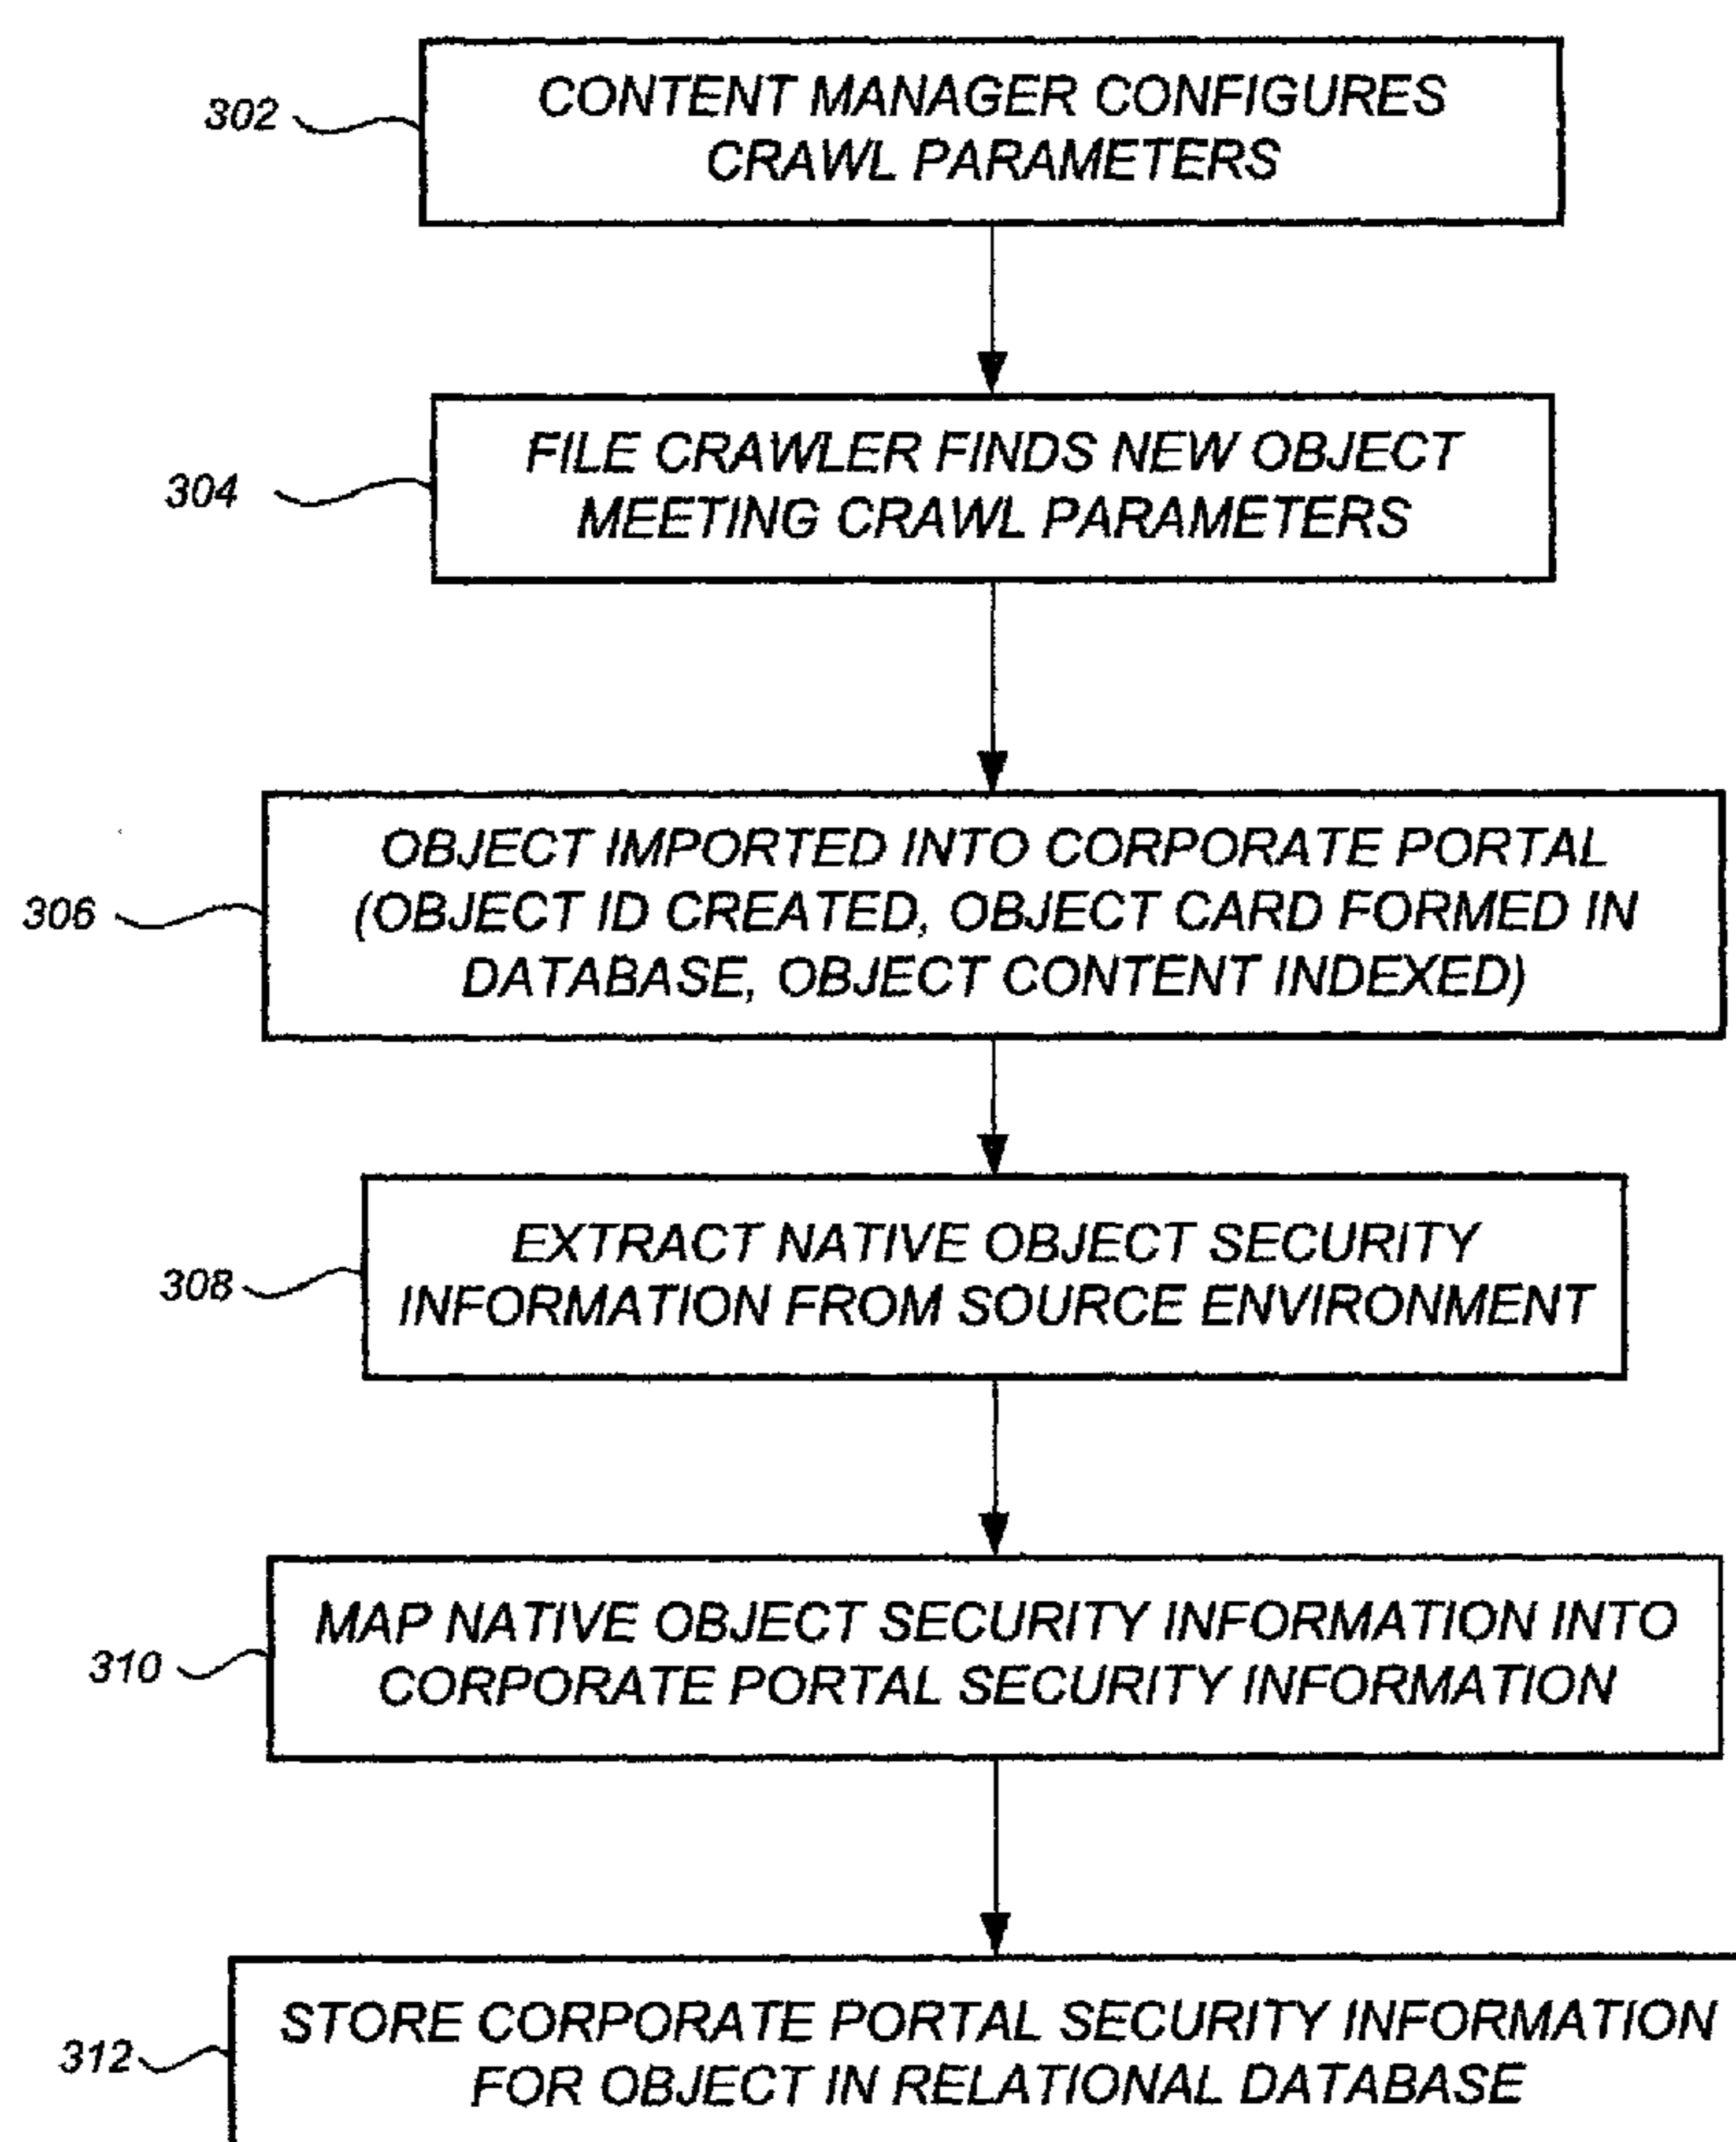 302
CONTENT MANAGER CONFIGURES
CRAWL PARAMETERS
304
FILE CRAWLER FINDS NEW OBJECT
MEETING CRAWL PARAMETERS
306
OBJECT IMPORTED INTO CORPORATE PORTAL
(OBJECT ID CREATED, OBJECT CARD FORMED IN
DATABASE, OBJECT CONTENT INDEXED)
308
EXTRACT NATIVE OBJECT SECURITY
INFORMATION FROM SOURCE ENVIRONMENT
310
MAP NATIVE OBJECT SECURITY INFORMATION INTO
CORPORATE PORTAL SECURITY INFORMATION
312
STORE CORPORATE PORTAL SECURITY INFORMATION
FOR OBJECT IN RELATIONAL DATABASE